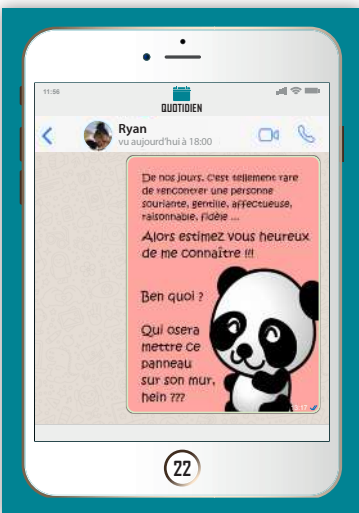 11:56
QUOTIDIEN
Ryan
vu aujourd'hui à 18:00
De nos jours. c'est tellement rare
de rencontrer une personne
souriante, gentille, affectueuse,
raisonnable, fidèle ...
Alors estimez vous heureux
de me connaître !!!
Ben quoi ?
Qui osera
mettre ce
panneau
sur son mur,
hein ???
13:17
22